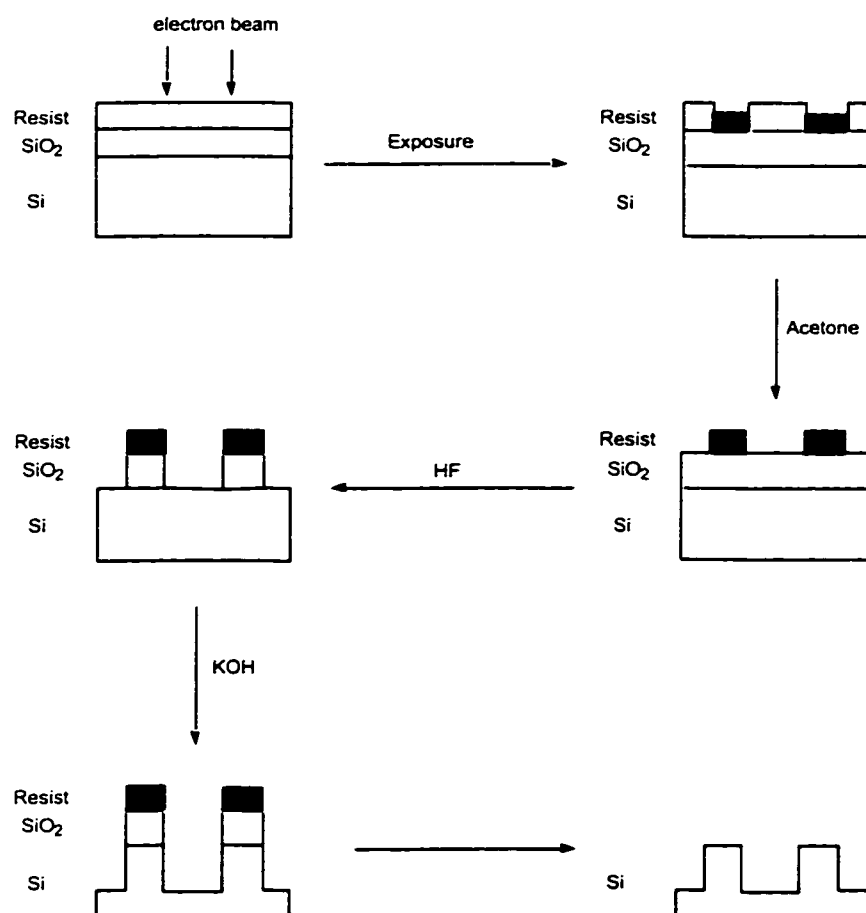 electron beam
Resist
SiO2
Si
Exposure
Resist
SiO2
Si
Acetone
Resist
SiO2
Si
HF
Resist
SiO2
Si
KOH
Resist
SiO2
Si
Si